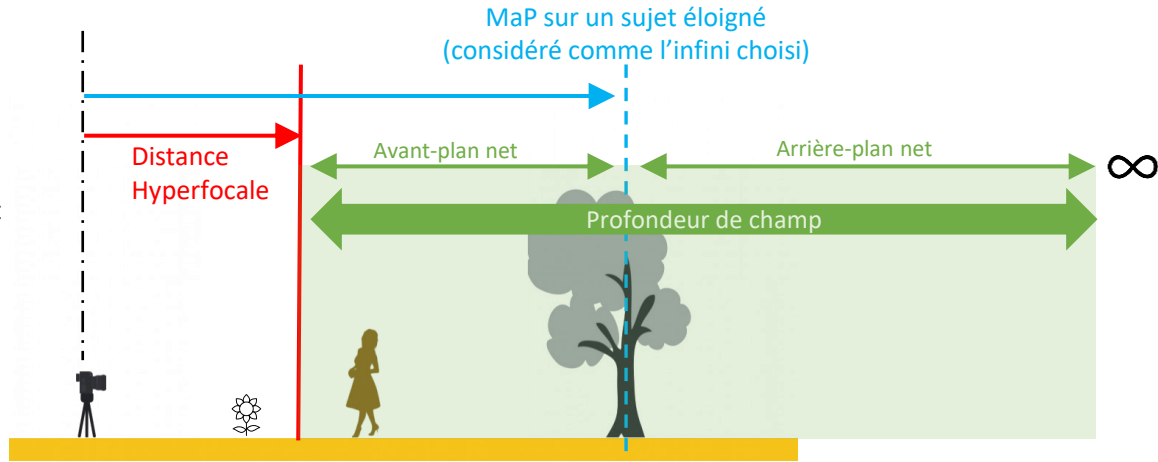 MaP sur un sujet éloigné
(considéré comme l’infini choisi)
Distance
Hyperfocale
Avant-plan net
Arrière-plan net
∞
Profondeur de champ